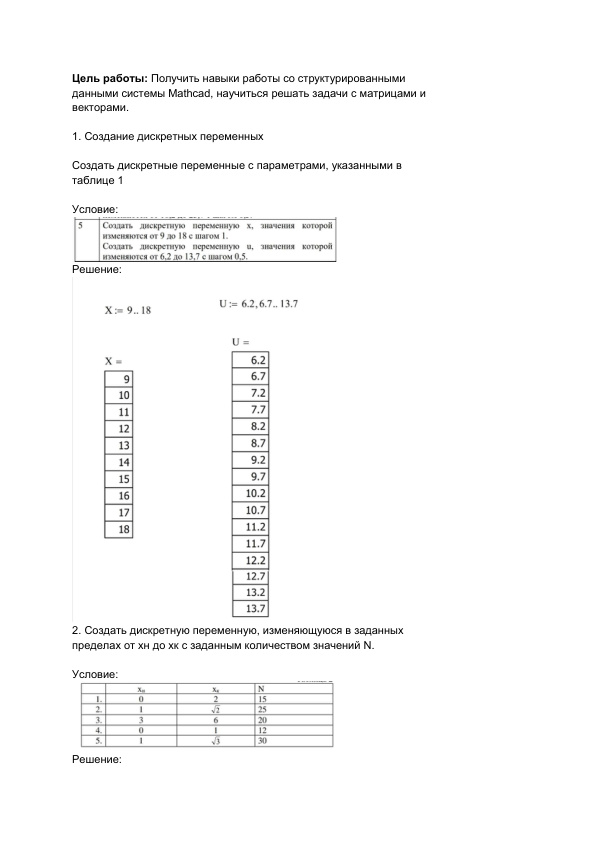 Цель работы: Получить навыки работы со структурированными
данными системы Mathcad, научиться решать задачи с матрицами и
векторами.
1. Создание дискретных переменных
Создать дискретные переменные с параметрами, указанными в
таблице 1
Условие:
5 Создать дискретную переменную x, значения которой
изменяются от 9 до 18 с шагом 1.
Создать дискретную переменную u, значения которой
изменяются от 6,2 до 13,7 с шагом 0,5.
Решение:
X := 9 .. 18
U := 6.2, 6.7 .. 13.7
X =
9
10
11
12
13
14
15
16
17
18
U =
6.2
6.7
7.2
7.7
8.2
8.7
9.2
9.7
10.2
10.7
11.2
11.7
12.2
12.7
13.2
13.7
2. Создать дискретную переменную, изменяющуюся в заданных
пределах от хн до хк с заданным количеством значений N.
Условие:
xн xк N
1. 0 2 15
2. 1 √2 25
3. 3 6 20
4. 0 1 12
5. 1 √3 30
Решение: